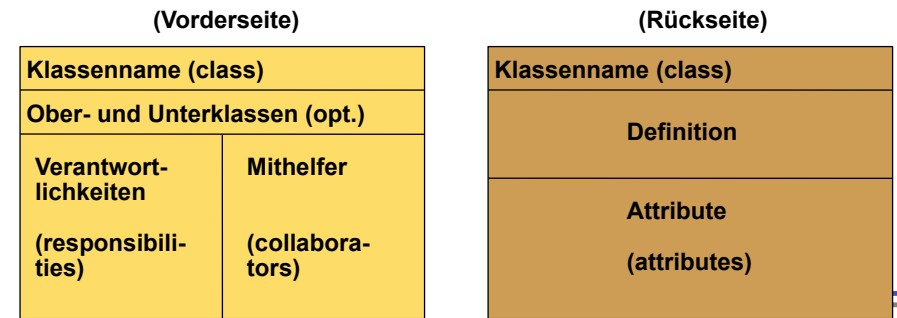 (Vorderseite)
Klassenname (class)
Ober- und Unterklassen (opt.)
Verantwort-
lichkeiten
(responsibili-
ties)
Mithelfer
(collabora-
tors)
(Rückseite)
Klassenname (class)
Definition
Attribute
(attributes)